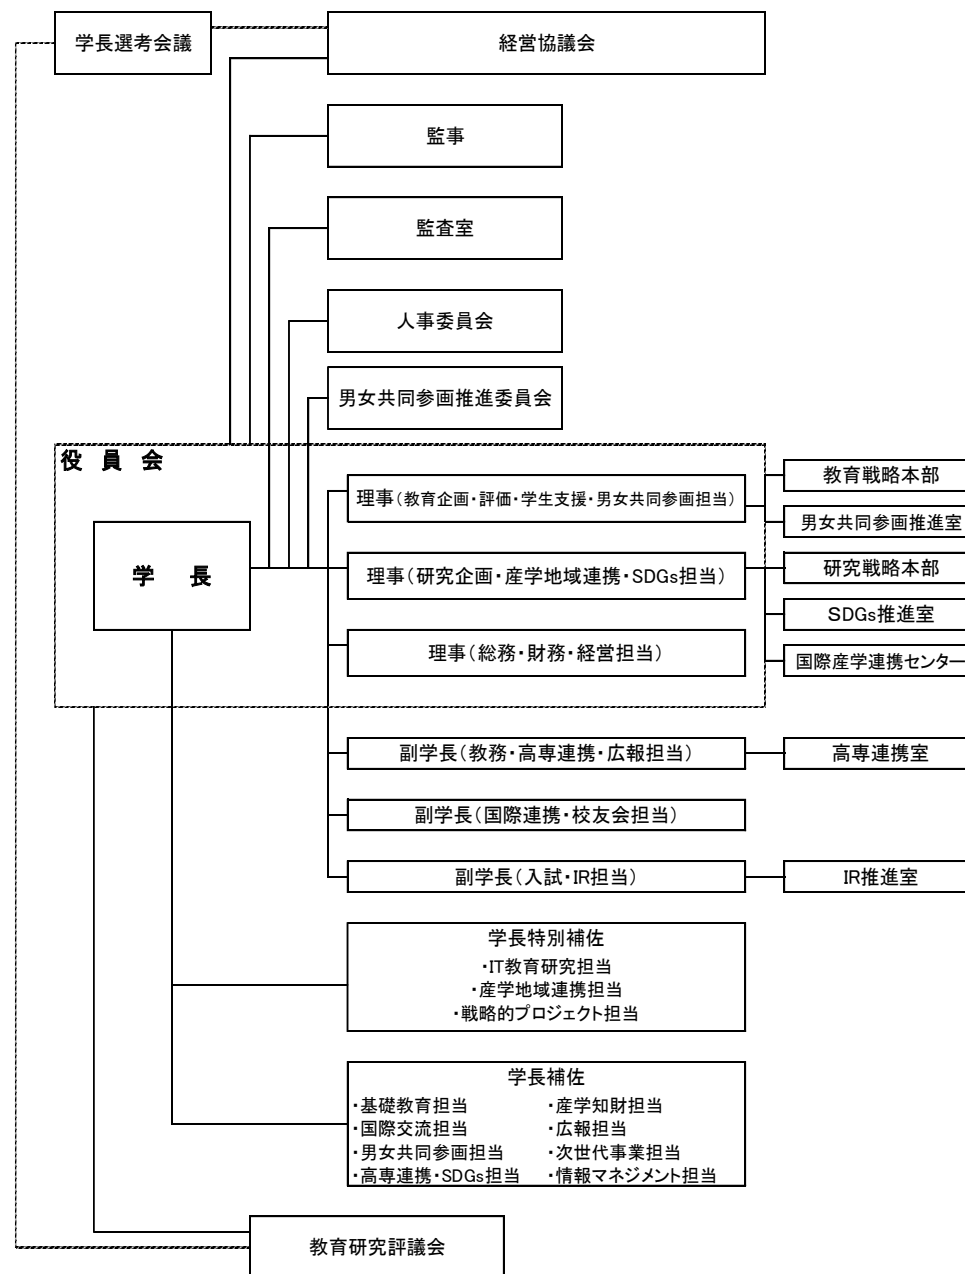 学長選考会議
経営協議会
監事
監査室
人事委員会
男女共同参画推進委員会
役 員 会
学 長
理事(教育企画・評価・学生支援・男女共同参画担当)
教育戦略本部
男女共同参画推進室
理事(研究企画・産学地域連携・SDGs担当)
研究戦略本部
SDGs推進室
理事(総務・財務・経営担当)
国際産学連携センター
副学長(教務・高専連携・広報担当)
高専連携室
副学長(国際連携・校友会担当)
副学長(入試・IR担当)
IR推進室
学長特別補佐
・IT教育研究担当
・産学地域連携担当
・戦略的プロジェクト担当
学長補佐
・基礎教育担当 ・産学知財担当
・国際交流担当 ・広報担当
・男女共同参画担当 ・次世代事業担当
・高専連携・SDGs担当 ・情報マネジメント担当
教育研究評議会